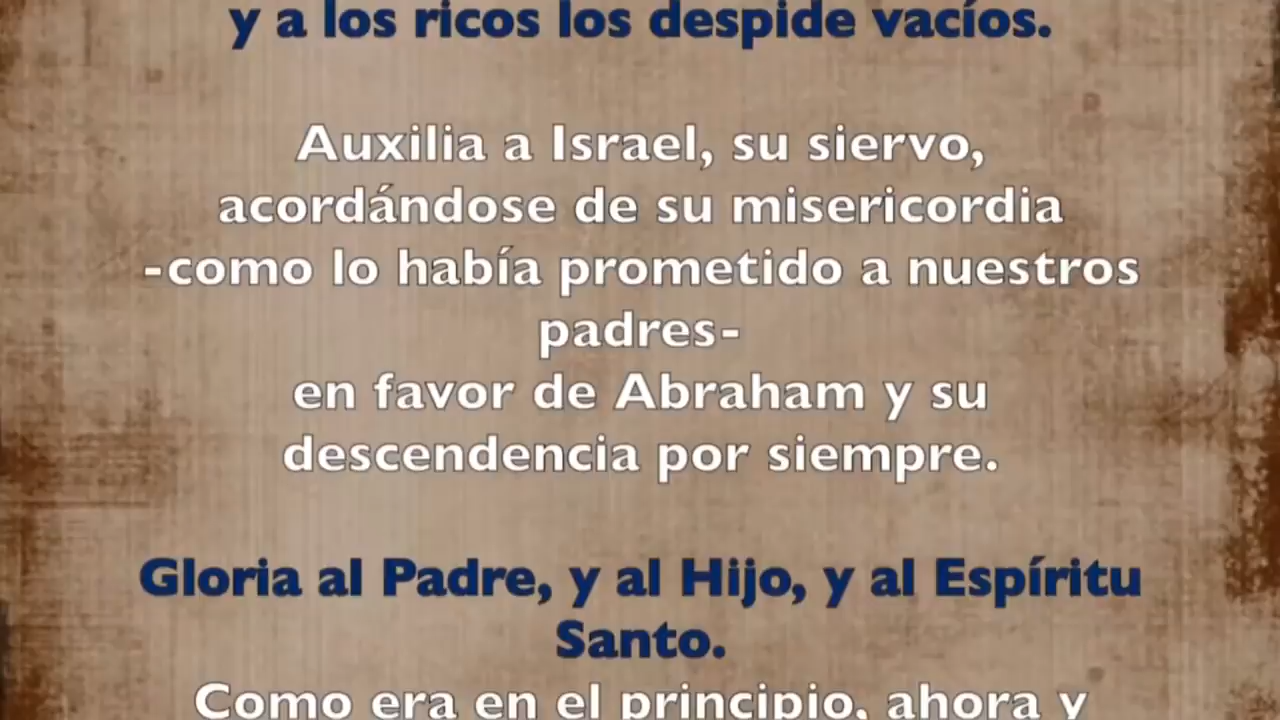 y a los ricos los despide vacíos.
Auxilia a Israel, su siervo,
acordándose de su misericordia
-como lo había prometido a nuestros
padres-
en favor de Abraham y su
descendencia por siempre.
Gloria al Padre, y al Hijo, y al Espíritu
Santo.
Como era en el principio, ahora y